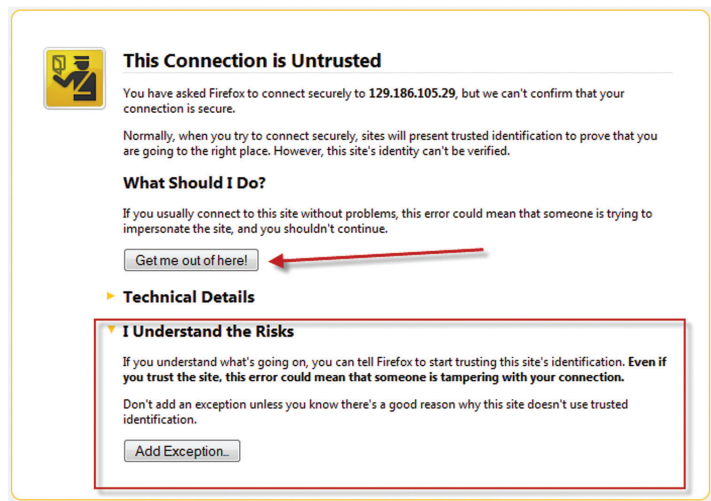 This Connection is Untrusted
You have asked Firefox to connect securely to 129.186.105.29, but we can't confirm that your
connection is secure.
Normally, when you try to connect securely, sites will present trusted identification to prove that you
are going to the right place. However, this site's identity can't be verified.
What Should I Do?
If you usually connect to this site without problems, this error could mean that someone is trying to
impersonate the site, and you shouldn't continue.
Get me out of here!
Technical Details
I Understand the Risks
If you understand what's going on, you can tell Firefox to start trusting this site's identification. Even if
you trust the site, this error could mean that someone is tampering with your connection.
Don't add an exception unless you know there's a good reason why this site doesn't use trusted
identification.
Add Exception...